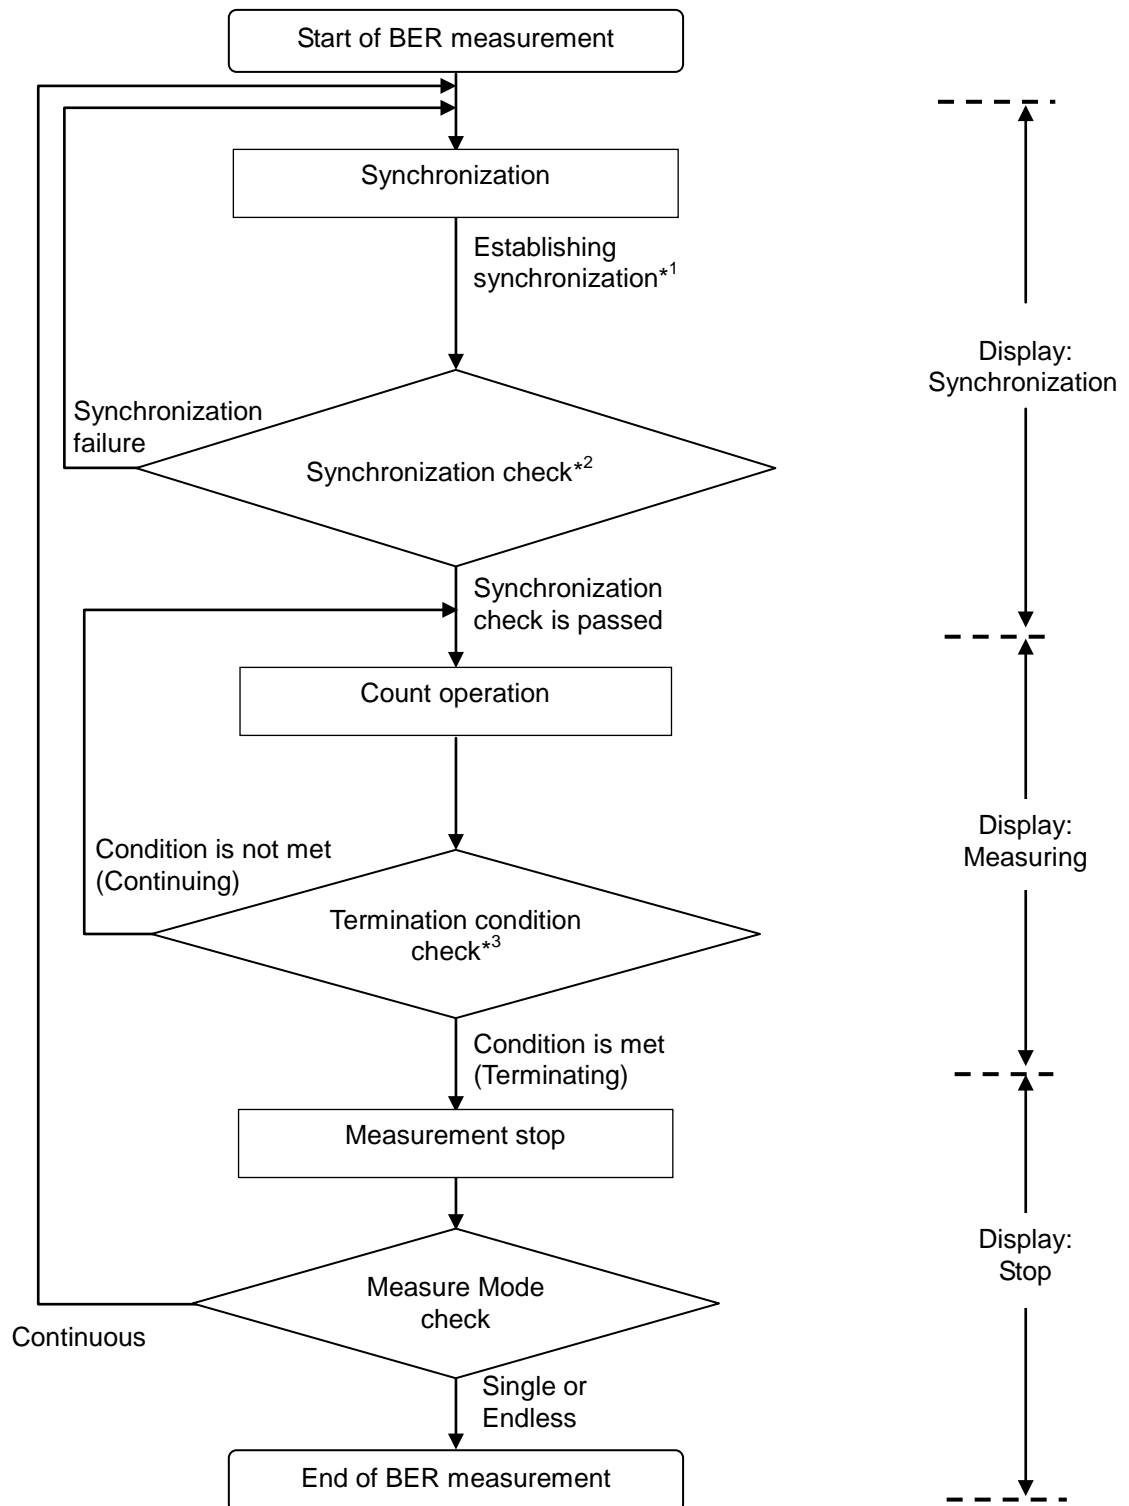 Start of BER measurement
Synchronization
Establishing
synchronization*1
Display:
Synchronization
Synchronization
failure
Synchronization check*2
Synchronization
check is passed
Count operation
Display:
Measuring
Condition is not met
(Continuing)
Termination condition
check*3
Condition is met
(Terminating)
Measurement stop
Display:
Stop
Measure Mode
check
Continuous
Single or
Endless
End of BER measurement